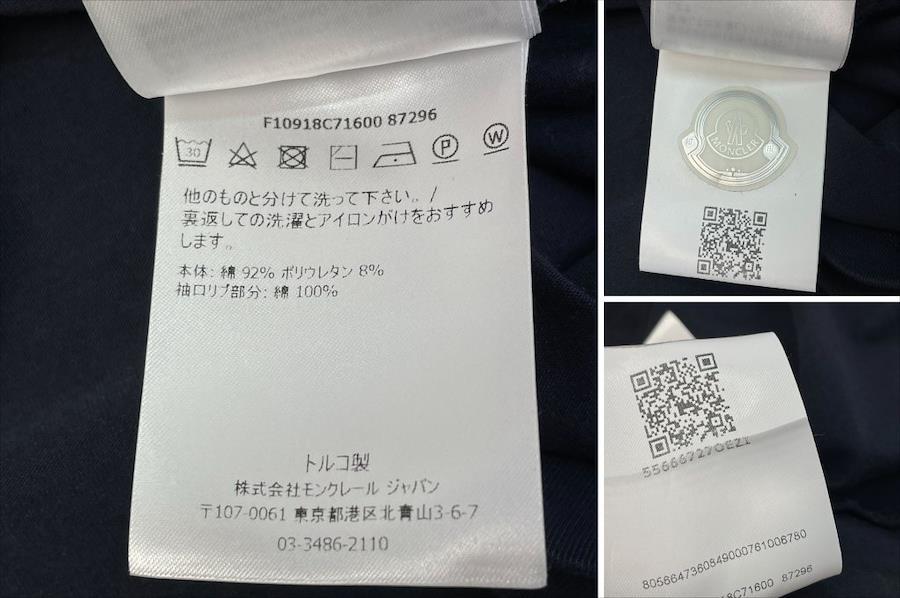 F10918C71600 87296
30
P
W
他のものと分けて洗って下さい。/
裏返しての洗濯とアイロンがけをおすすめ
します。
本体: 綿 92% ポリウレタン 8%
袖口リブ部分: 綿 100%
トルコ製
株式会社モンクレール ジャパン
〒107-0061 東京都港区北青山3-6-7
03-3486-2110
MONCLER
55666727OEZI
8056647360849000761006780
18C71600 87296